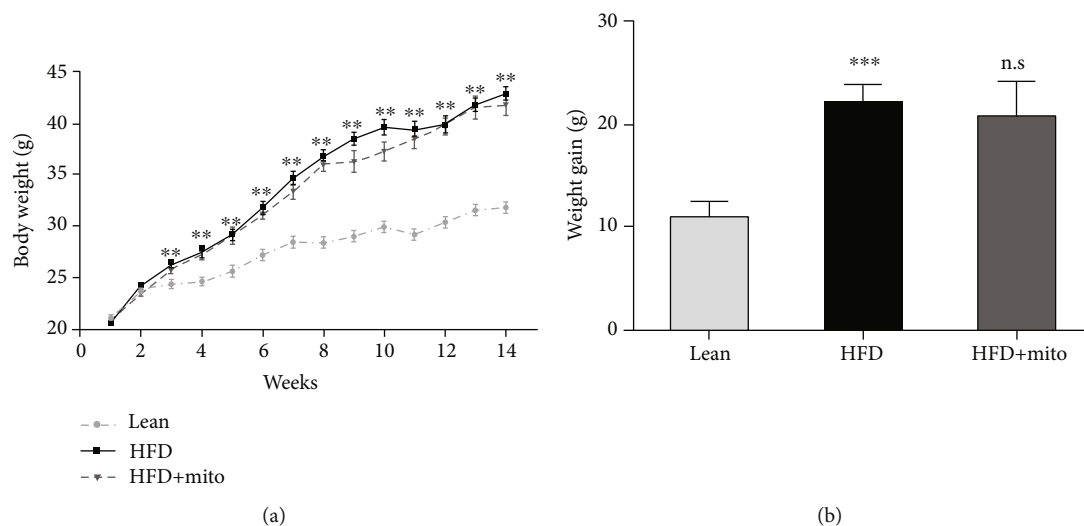 45
40
35
30
25
20
Body weight (g)
** ** ** ** ** ** ** ** ** ** ** **
0 2 4 6 8 10 12 14
Weeks
Lean
HFD
HFD+mito
(a)
30
20
10
0
Weight gain (g)
***
n.s
Lean HFD HFD+mito
(b)